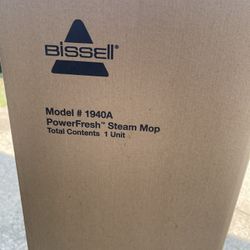 BISSELL
Model # 1940A
PowerFresh™ Steam Mop
Total Contents 1 Unit